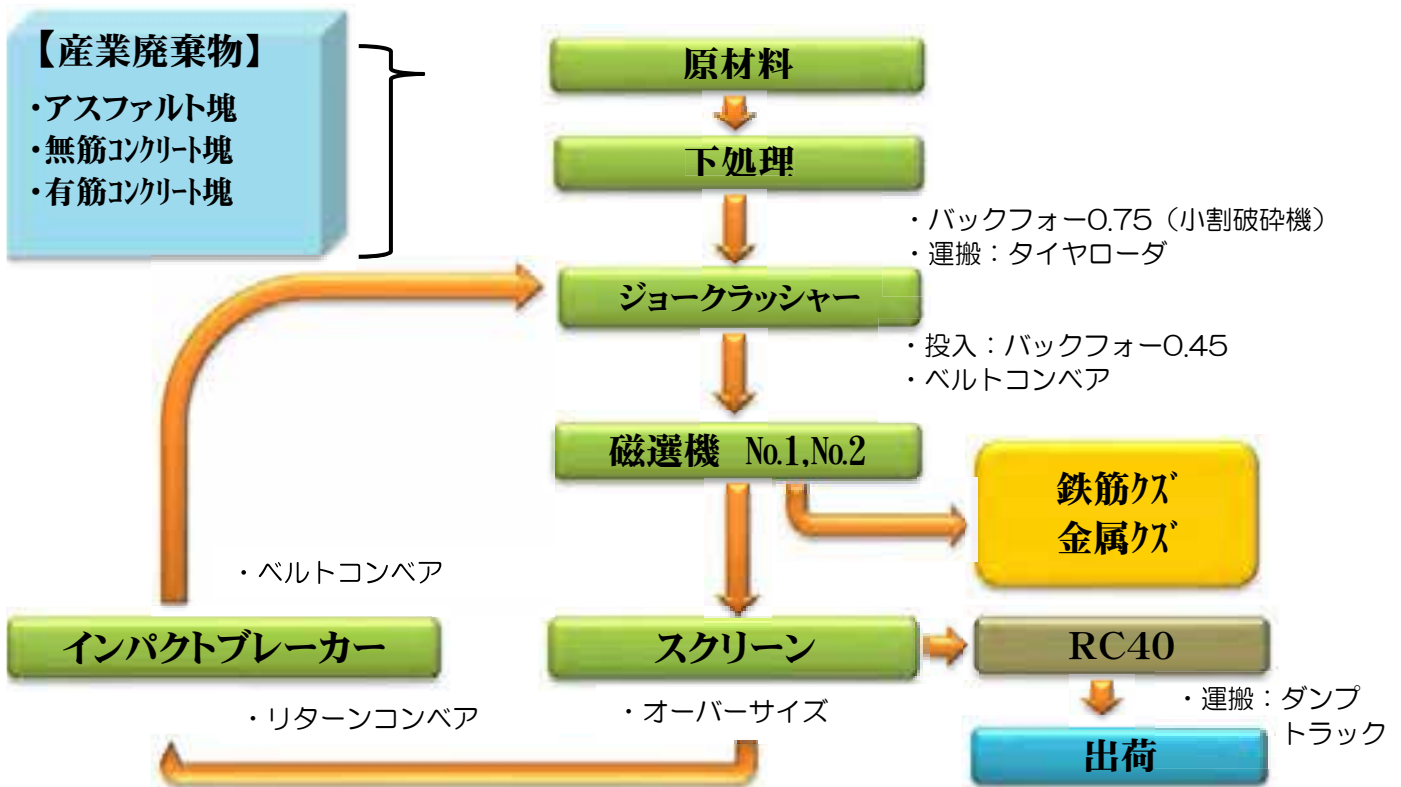 【産業廃棄物】
・アスファルト塊
・無筋ｺﾝｸﾘｰﾄ塊
・有筋ｺﾝｸﾘｰﾄ塊
原材料
下処理
・バックフォー0.75（小割破砕機）
・運搬：タイヤローダ
ジョークラッシャー
・投入：バックフォー0.45
・ベルトコンベア
磁選機 No.1,No.2
鉄筋ｸｽﾞ
金属ｸｽﾞ
・ベルトコンベア
インパクトブレーカー
スクリーン
RC40
・リターンコンベア
・オーバーサイズ
・運搬：ダンプ
トラック
出荷